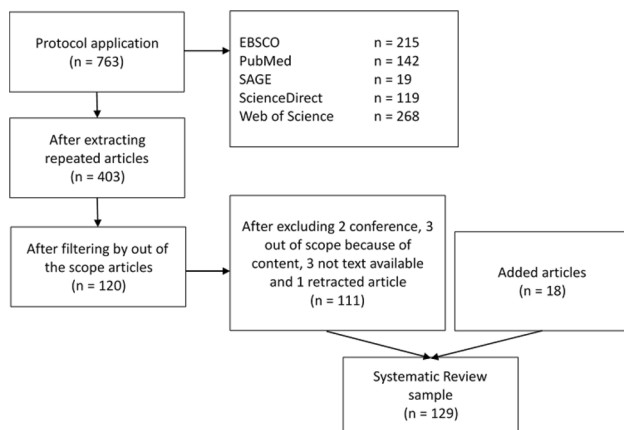 Protocol application
(n = 763)
EBSCO n = 215
PubMed n = 142
SAGE n = 19
ScienceDirect n = 119
Web of Science n = 268
After extracting
repeated articles
(n = 403)
After filtering by out of
the scope articles
(n = 120)
After excluding 2 conference, 3
out of scope because of
content, 3 not text available
and 1 retracted article
(n = 111)
Added articles
(n = 18)
Systematic Review
sample
(n = 129)